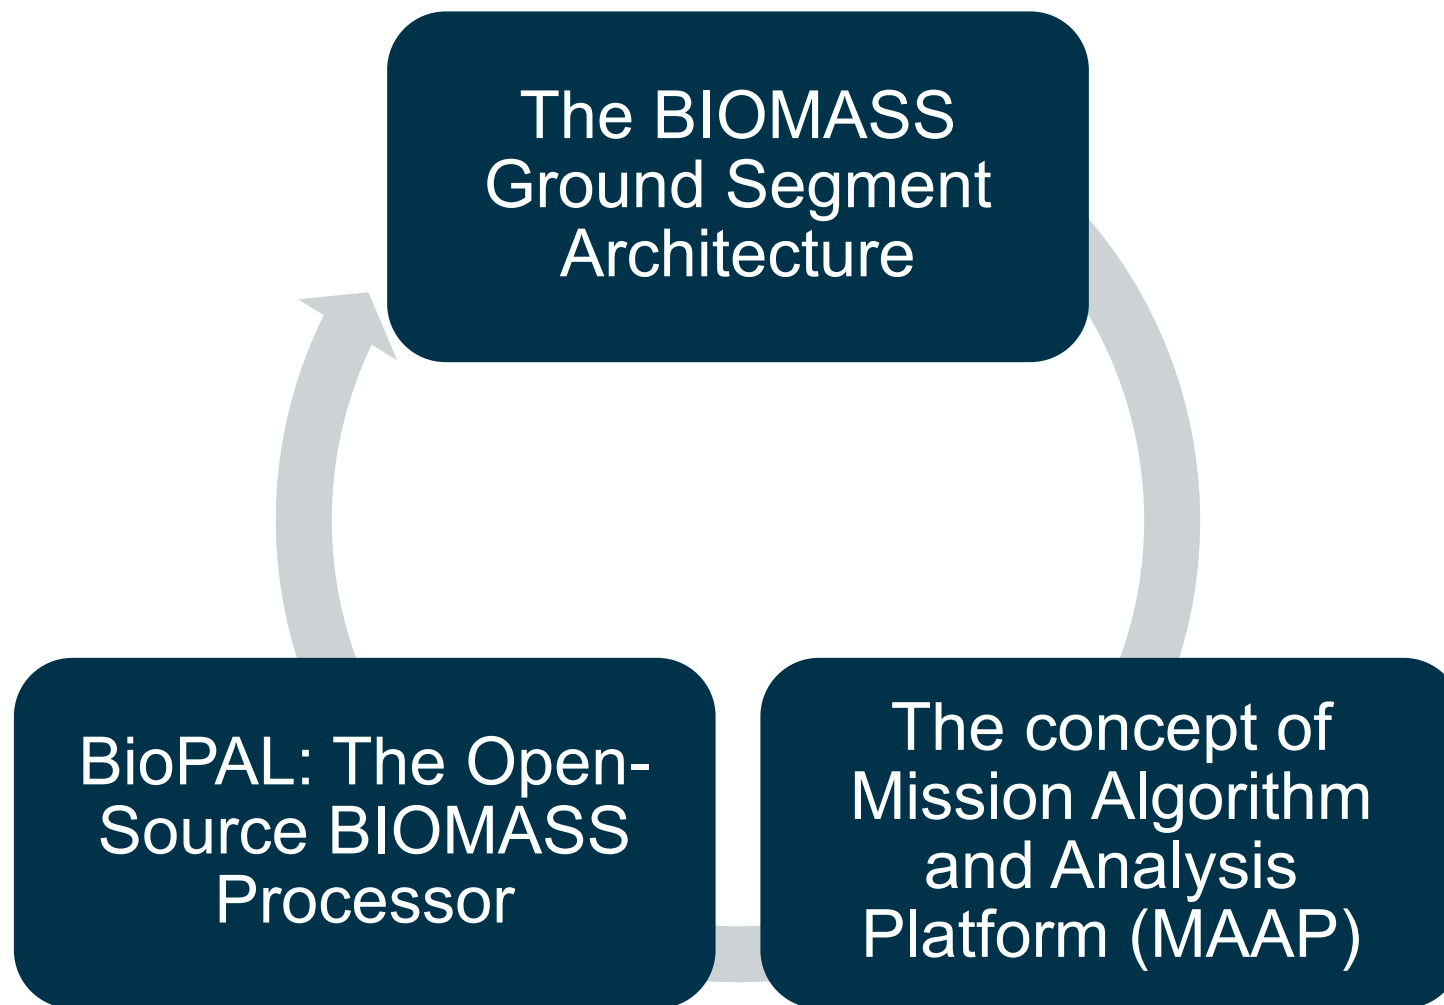 The BIOMASS
Ground Segment
Architecture
BioPAL: The Open-
Source BIOMASS
Processor
The concept of
Mission Algorithm
and Analysis
Platform (MAAP)